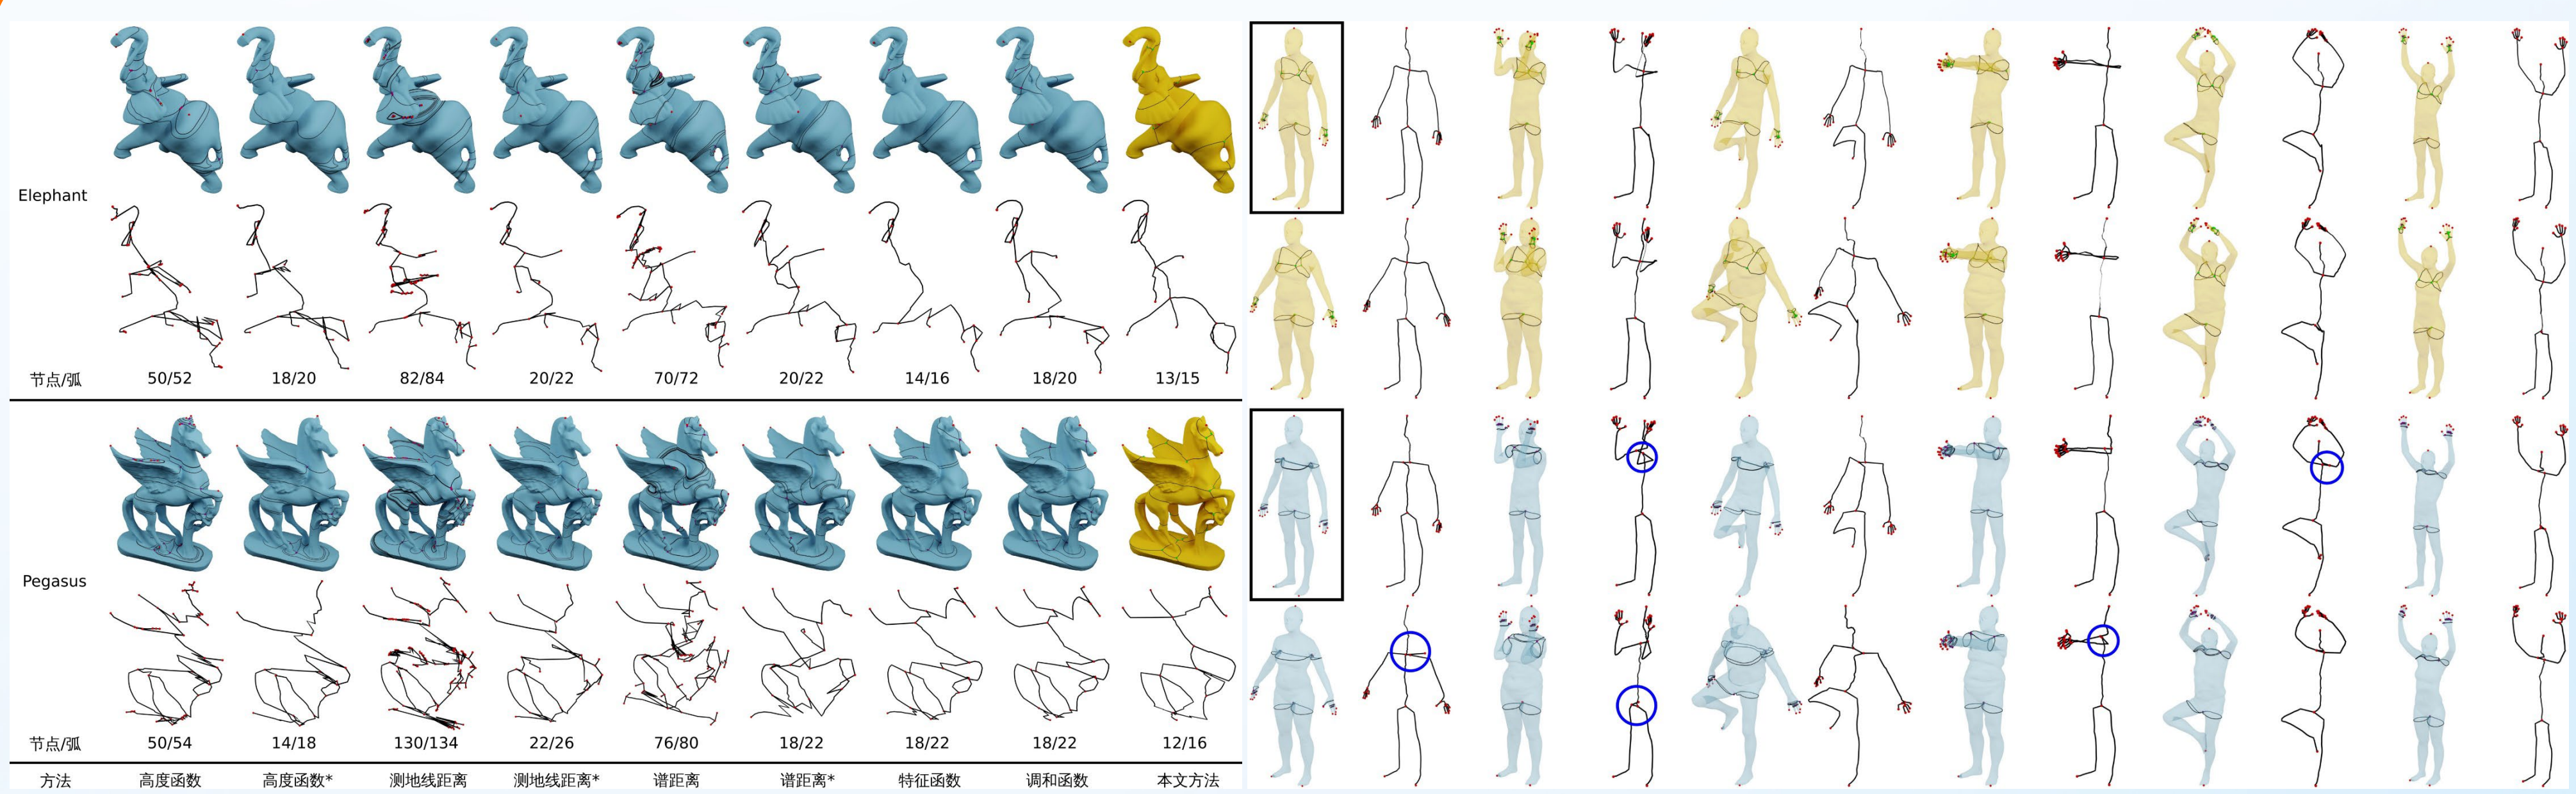 Elephant
节点/弧 50/52 18/20 82/84 20/22 70/72 20/22 14/16 18/20 13/15
Pegasus
节点/弧 50/54 14/18 130/134 22/26 76/80 18/22 18/22 18/22 12/16
方法 高度函数 高度函数* 测地线距离 测地线距离* 谱距离 谱距离* 特征函数 调和函数 本文方法